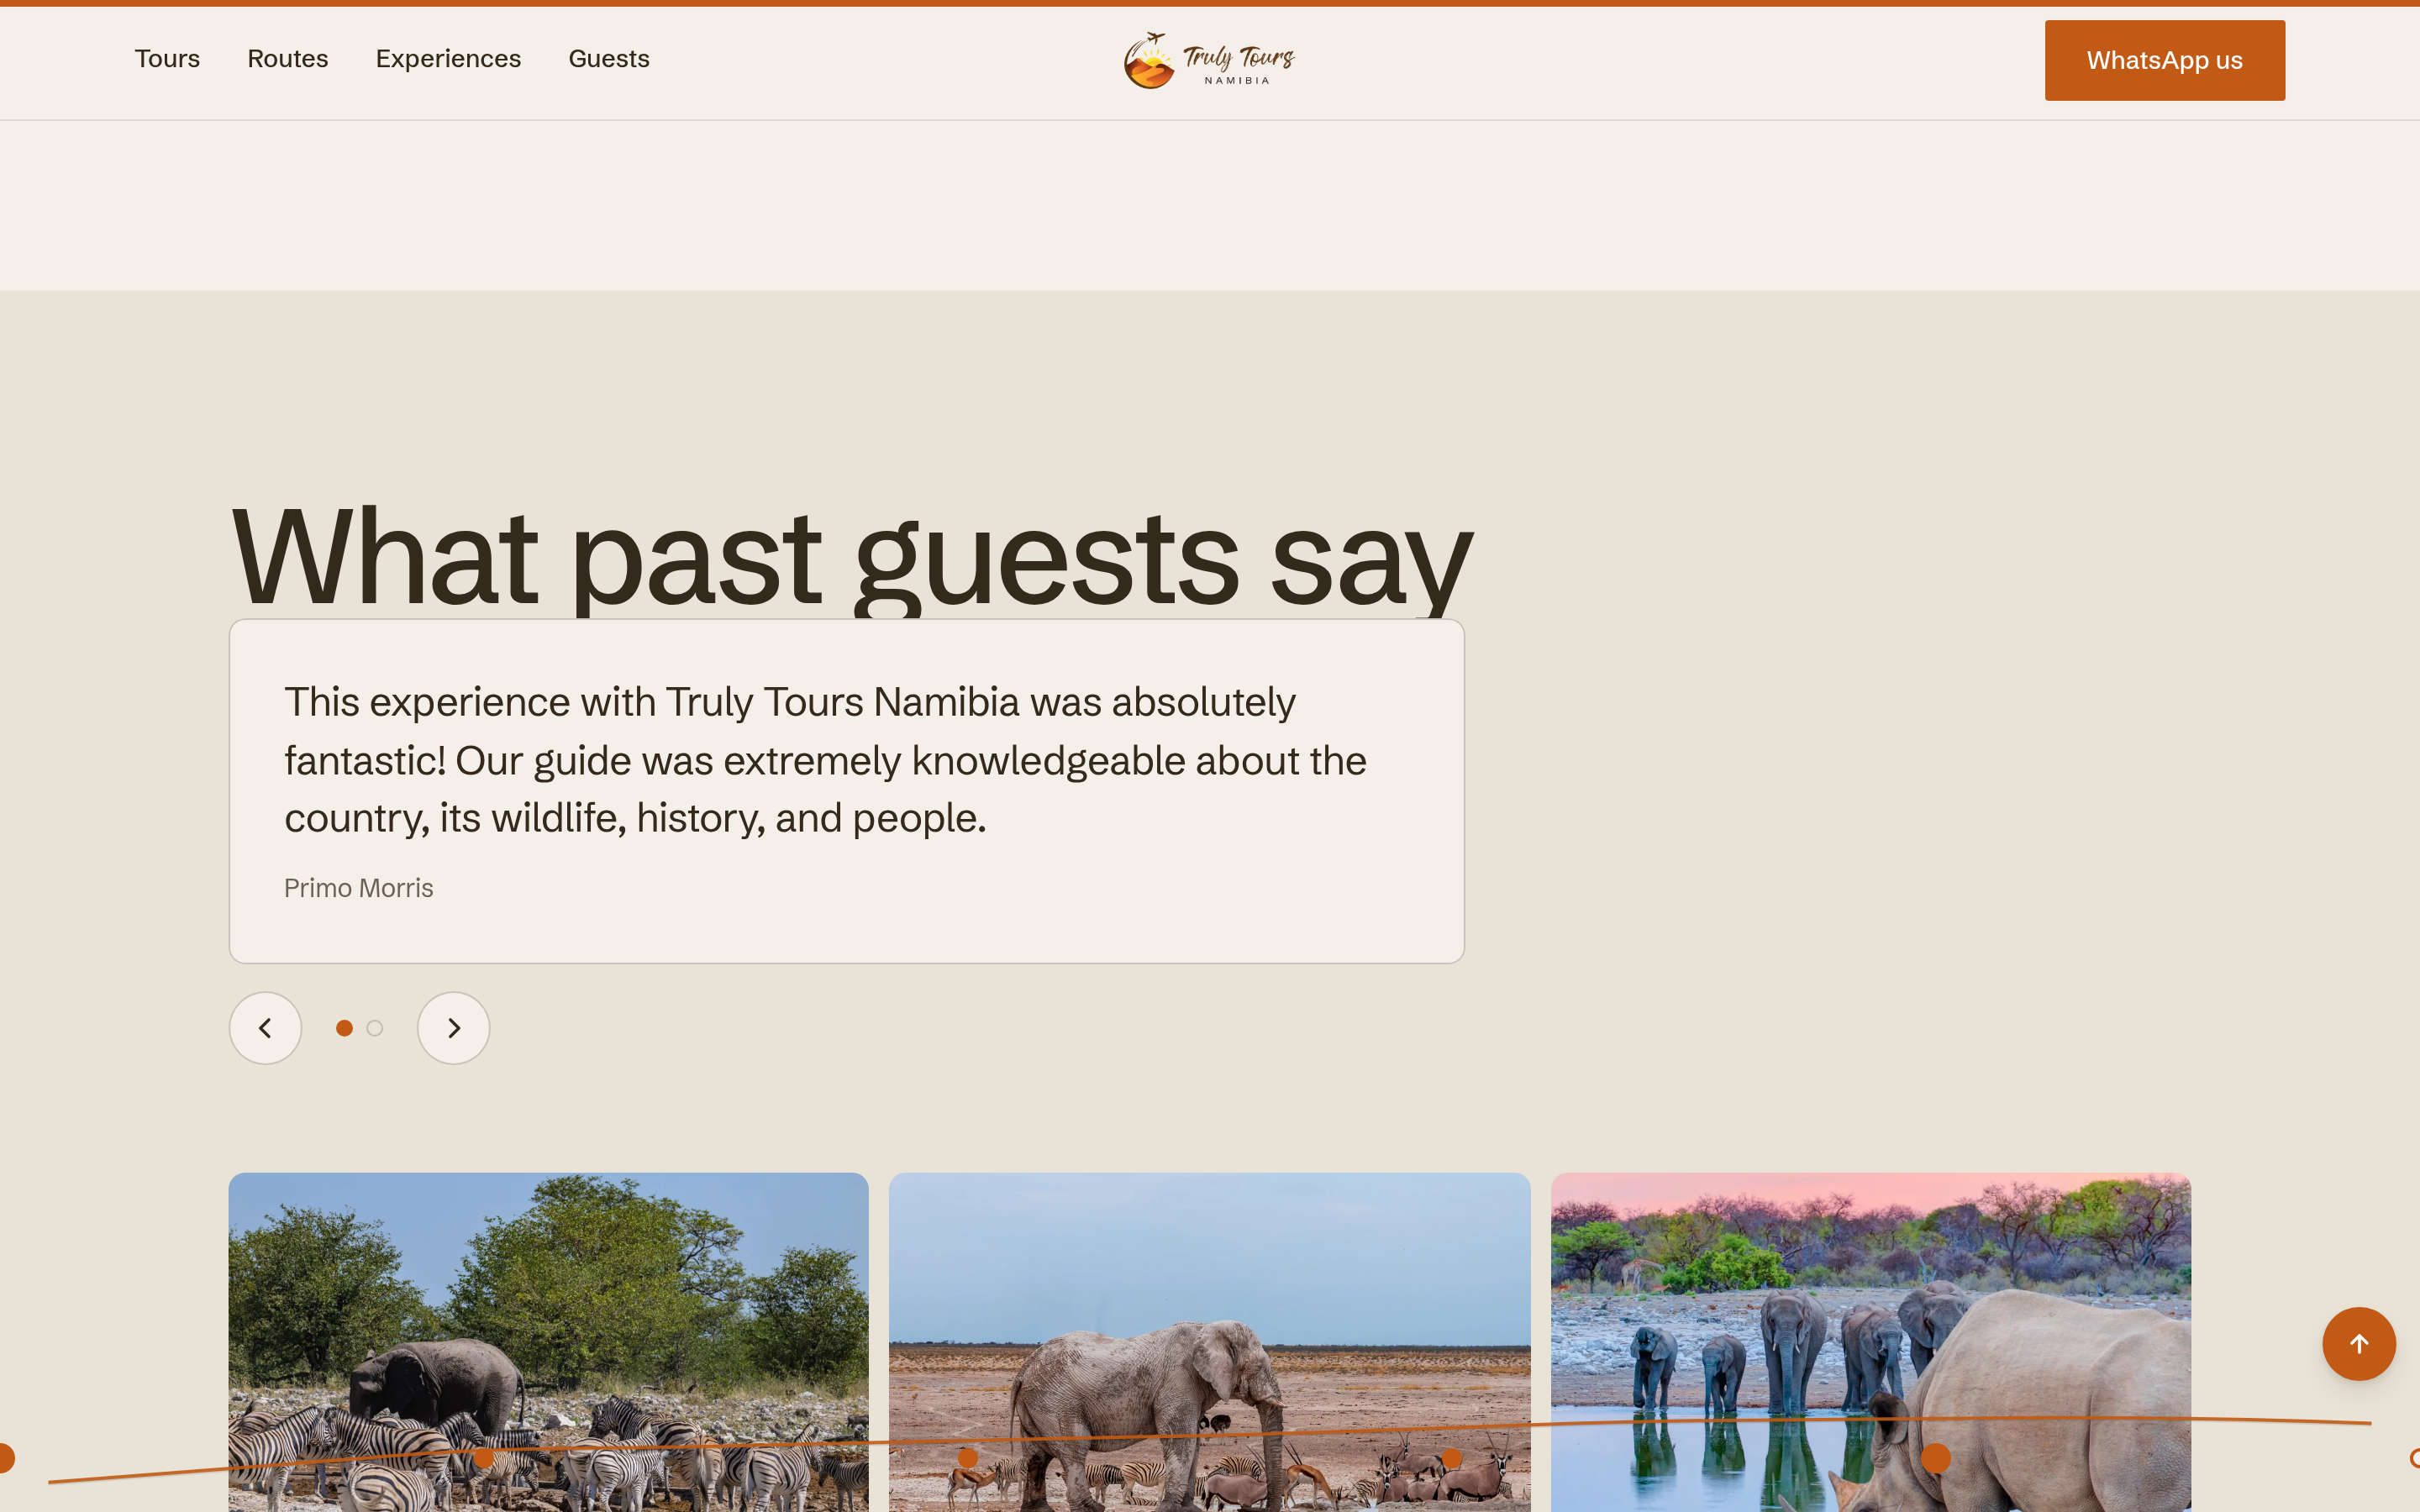 Tours Routes Experiences Guests
Truly Tours
NAMIBIA
WhatsApp us
What past guests say
This experience with Truly Tours Namibia was absolutely
fantastic! Our guide was extremely knowledgeable about the
country, its wildlife, history, and people.
Primo Morris